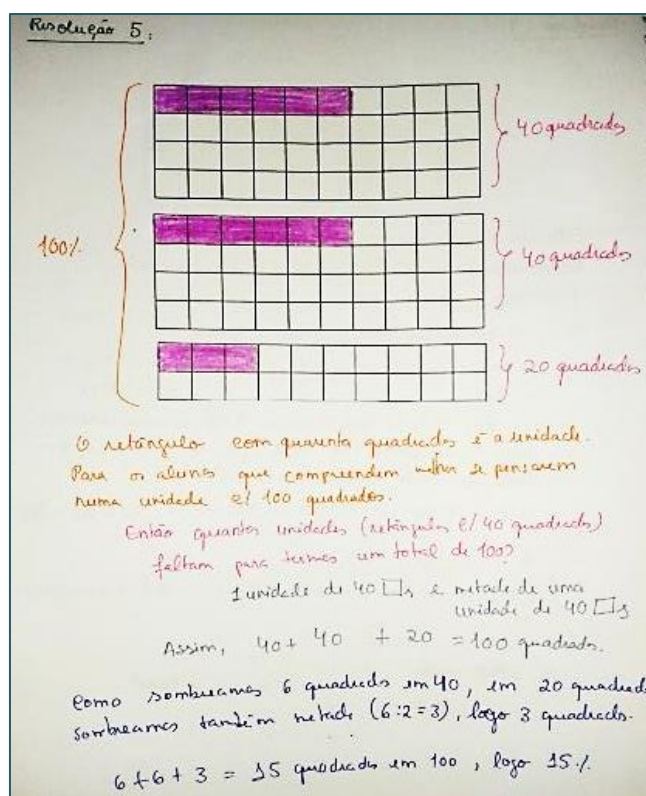 Resolução 5:
40 quadrados
100%
40 quadrados
20 quadrados
O retângulo com quarenta quadrados é a unidade.
Para os alunos que compreendem melhor se pensarem
numa unidade c/ 100 quadrados.
Então quantas unidades (retângulos c/ 40 quadrados)
faltam para termos um total de 100?
1 unidade de 40 □s e metade de uma
unidade de 40 □s
Assim, 40 + 40 + 20 = 100 quadrados.
Como sombreamos 6 quadrados em 40, em 20 quadrad
sombreamos também metade (6:2=3), logo 3 quadrados.
6 + 6 + 3 = 15 quadrados em 100, logo 15%